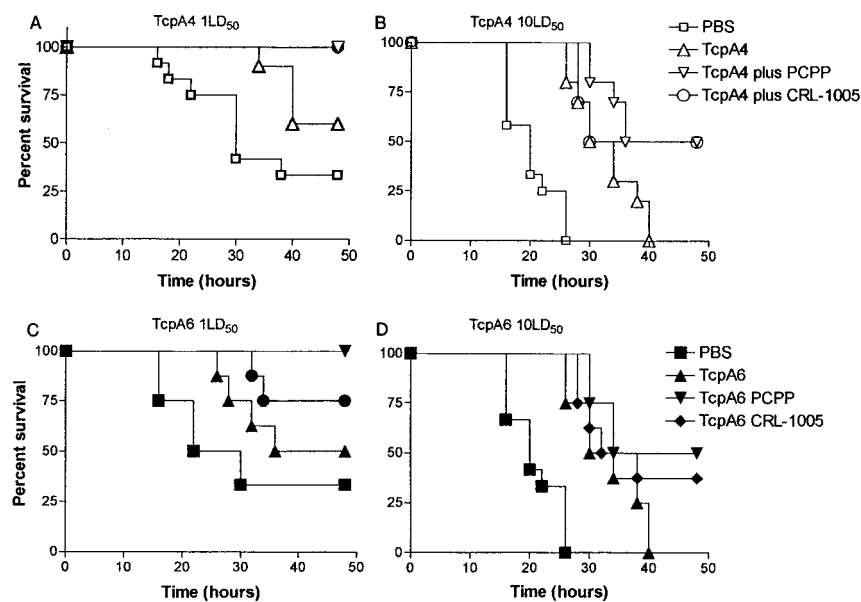 A
TcpA4 1LD50
Percent survival
100
75
50
25
0
0 10 20 30 40 50
Time (hours)
B
TcpA4 10LD50
100
75
50
25
0
0 10 20 30 40 50
Time (hours)
PBS
TcpA4
TcpA4 plus PCPP
TcpA4 plus CRL-1005
C
TcpA6 1LD50
Percent survival
100
75
50
25
0
0 10 20 30 40 50
Time (hours)
D
TcpA6 10LD50
100
75
50
25
0
0 10 20 30 40 50
Time (hours)
PBS
TcpA6
TcpA6 PCPP
TcpA6 CRL-1005